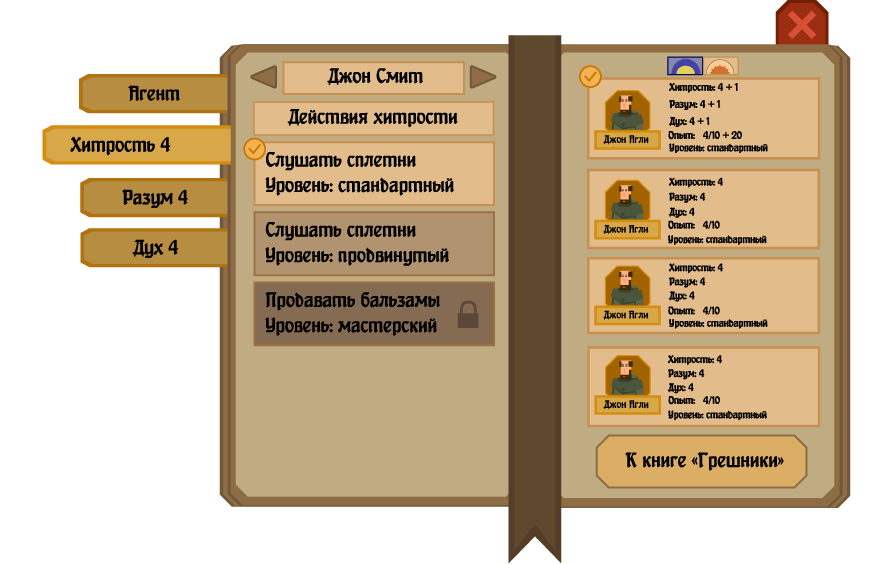 Агент
Хитрость 4
Разум 4
Дух 4
Джон Смит
Действия хитрости
Слушать сплетни
Уровень: стандартный
Слушать сплетни
Уровень: продвинутый
Продавать бальзамы
Уровень: мастерский
Хитрость: 4 + 1
Разум: 4 + 1
Дух: 4 + 1
Опыт: 4/10 + 20
Уровень: стандартный
Джон Агли
Хитрость: 4
Разум: 4
Дух: 4
Опыт: 4/10
Уровень: стандартный
Джон Агли
Хитрость: 4
Разум: 4
Дух: 4
Опыт: 4/10
Уровень: стандартный
Джон Агли
Хитрость: 4
Разум: 4
Дух: 4
Опыт: 4/10
Уровень: стандартный
Джон Агли
К книге «Грешники»